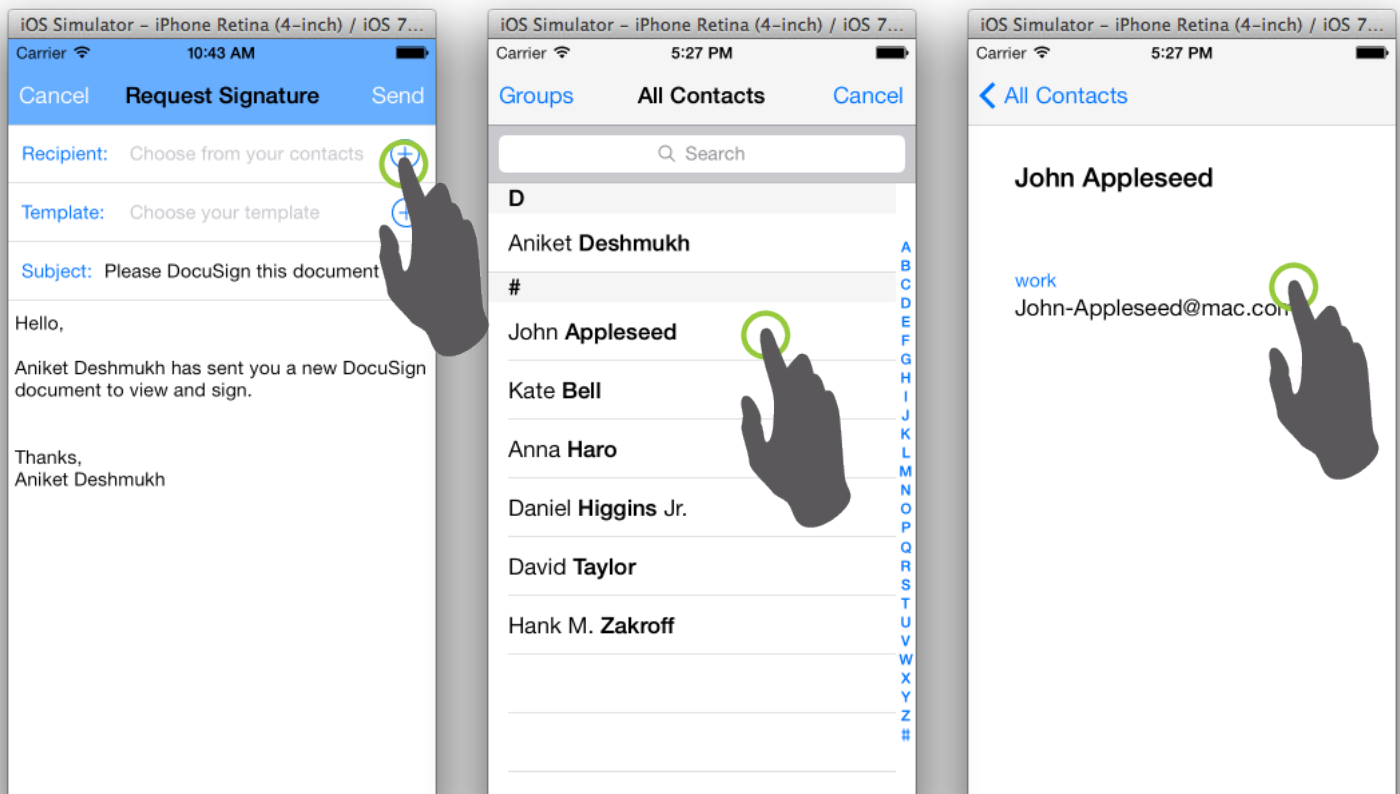 iOS Simulator – iPhone Retina (4-inch) / iOS 7...
Carrier 10:43 AM
Cancel Request Signature Send
Recipient: Choose from your contacts
Template: Choose your template
Subject: Please DocuSign this document
Hello,
Aniket Deshmukh has sent you a new DocuSign
document to view and sign.
Thanks,
Aniket Deshmukh
iOS Simulator – iPhone Retina (4-inch) / iOS 7...
Carrier 5:27 PM
Groups All Contacts Cancel
Search
D
Aniket Deshmukh
#
John Appleseed
Kate Bell
Anna Haro
Daniel Higgins Jr.
David Taylor
Hank M. Zakroff
A
B
C
D
E
F
G
H
I
J
K
L
M
N
O
P
Q
R
S
T
U
V
W
X
Y
Z
#
iOS Simulator – iPhone Retina (4-inch) / iOS 7...
Carrier 5:27 PM
All Contacts
John Appleseed
work
John-Appleseed@mac.com